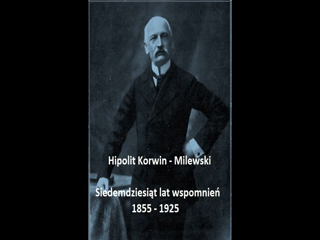 Hipolit Korwin - Milewski
Siedemdziesiąt lat wspomnień
1855 - 1925